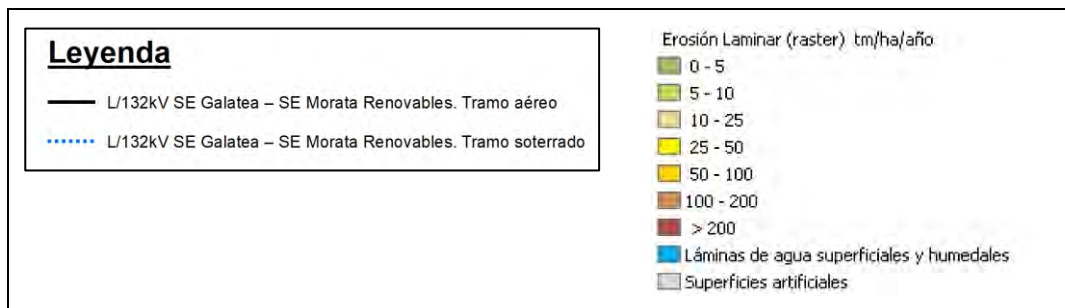 Leyenda
L/132kV SE Galatea – SE Morata Renovables. Tramo aéreo
L/132kV SE Galatea – SE Morata Renovables. Tramo soterrado
Erosión Laminar (raster) tm/ha/año
0 - 5
5 - 10
10 - 25
25 - 50
50 - 100
100 - 200
> 200
Láminas de agua superficiales y humedales
Superficies artificiales